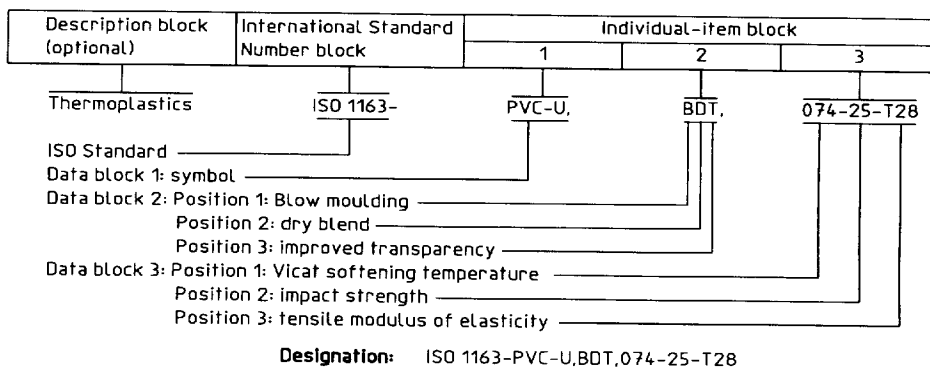 Description block International Standard Individual-item block
(optional) Number block 1 2 3
Thermoplastics ISO 1163- PVC-U, BDT, 074-25-T28
ISO Standard
Data block 1: symbol
Data block 2: Position 1: Blow moulding
Position 2: dry blend
Position 3: improved transparency
Data block 3: Position 1: Vicat softening temperature
Position 2: impact strength
Position 3: tensile modulus of elasticity
Designation: ISO 1163-PVC-U,BDT,074-25-T28